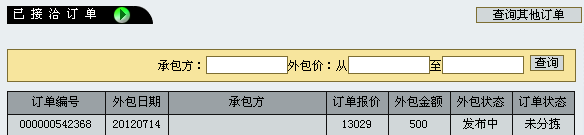 已接洽订单 查询其他订单
承包方： 外包价：从 至 查询
订单编号 外包日期 承包方 订单报价 外包金额 外包状态 订单状态
000000542368 20120714 13029 500 发布中 未分拣